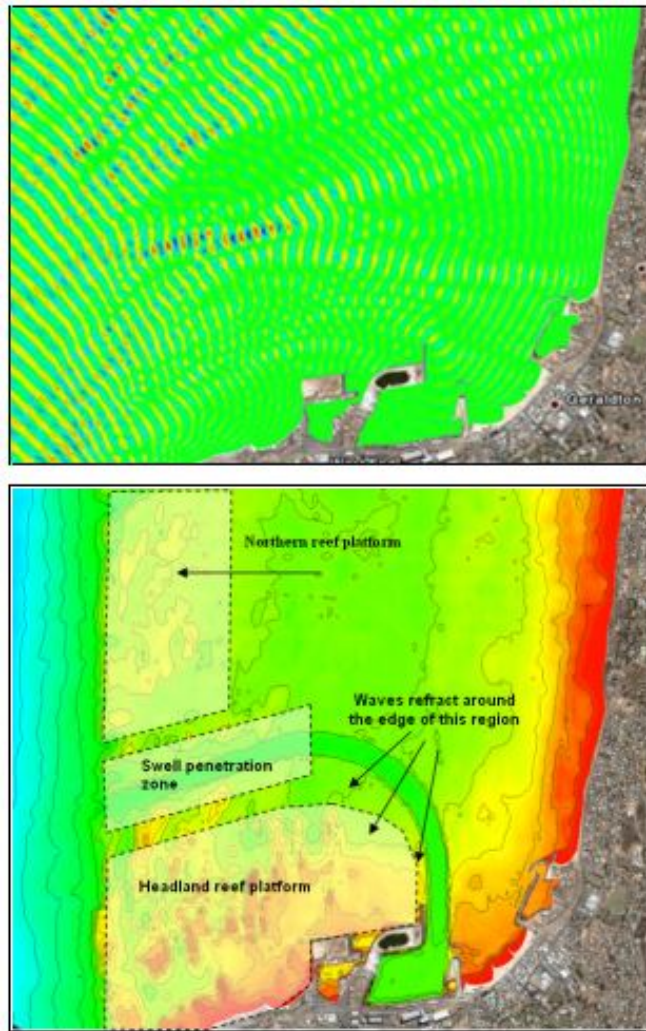 Geraldton
Northern reef platform
Waves refract around
the edge of this region
Swell penetration
zone
Headland reef platform